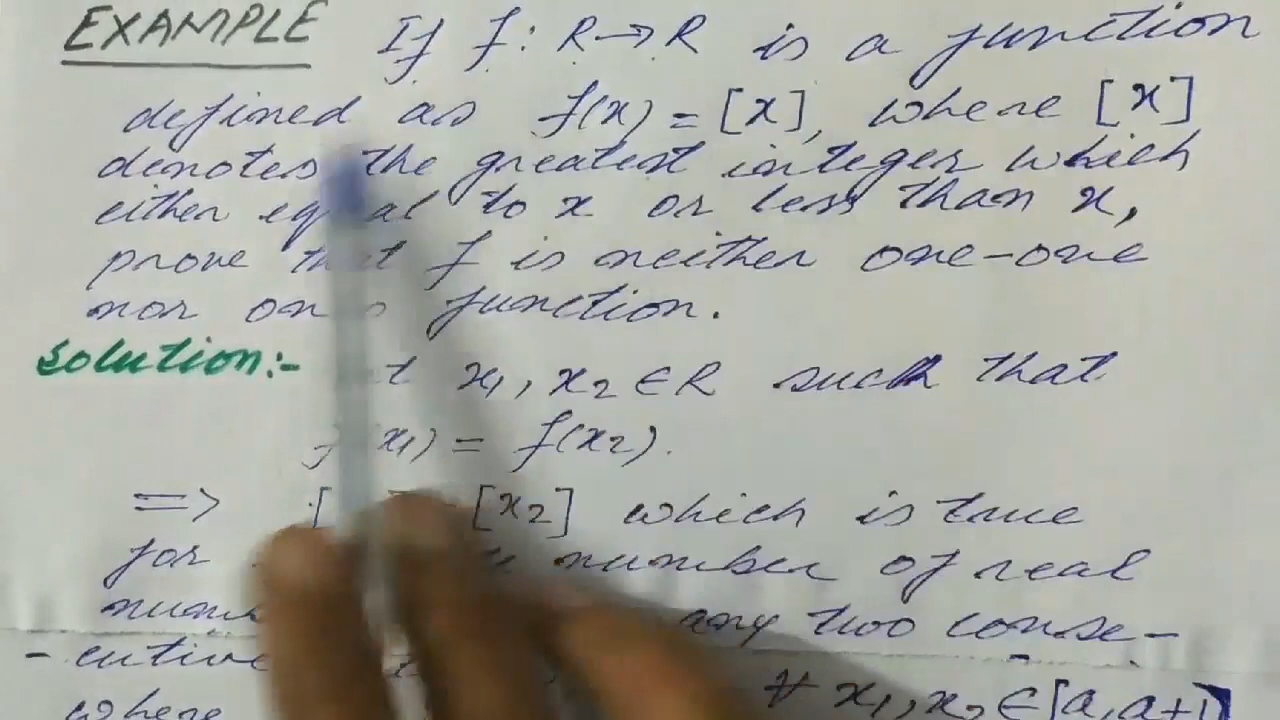 EXAMPLE If f: R→R is a function
defined as f(x) = [x], where [x]
denotes the greatest integer which
either equal to x or less than x,
prove that f is neither one-one
nor function.
Solution:- x₁, x₂ ∈ R such that
f(x₁) = f(x₂).
=> [x₂] which is true
for number of real
any two conse-
-cutive
where ∀ x₁, x₂ ∈ [a, a+1)